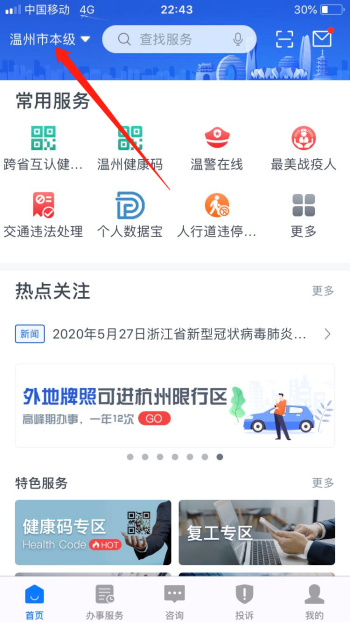 中国移动 4G 22:43 30%
温州市本级 查找服务
常用服务
跨省互认健... 温州健康码 温警在线 最美战疫人
交通违法处理 个人数据宝 人行道违停... 更多
热点关注 更多
新闻 2020年5月27日浙江省新型冠状病毒肺炎...
外地牌照可进杭州限行区
高峰期办事，一年12次 GO
特色服务 更多
健康码专区 复工专区
Health Code HOT
首页 办事服务 咨询 投诉 我的